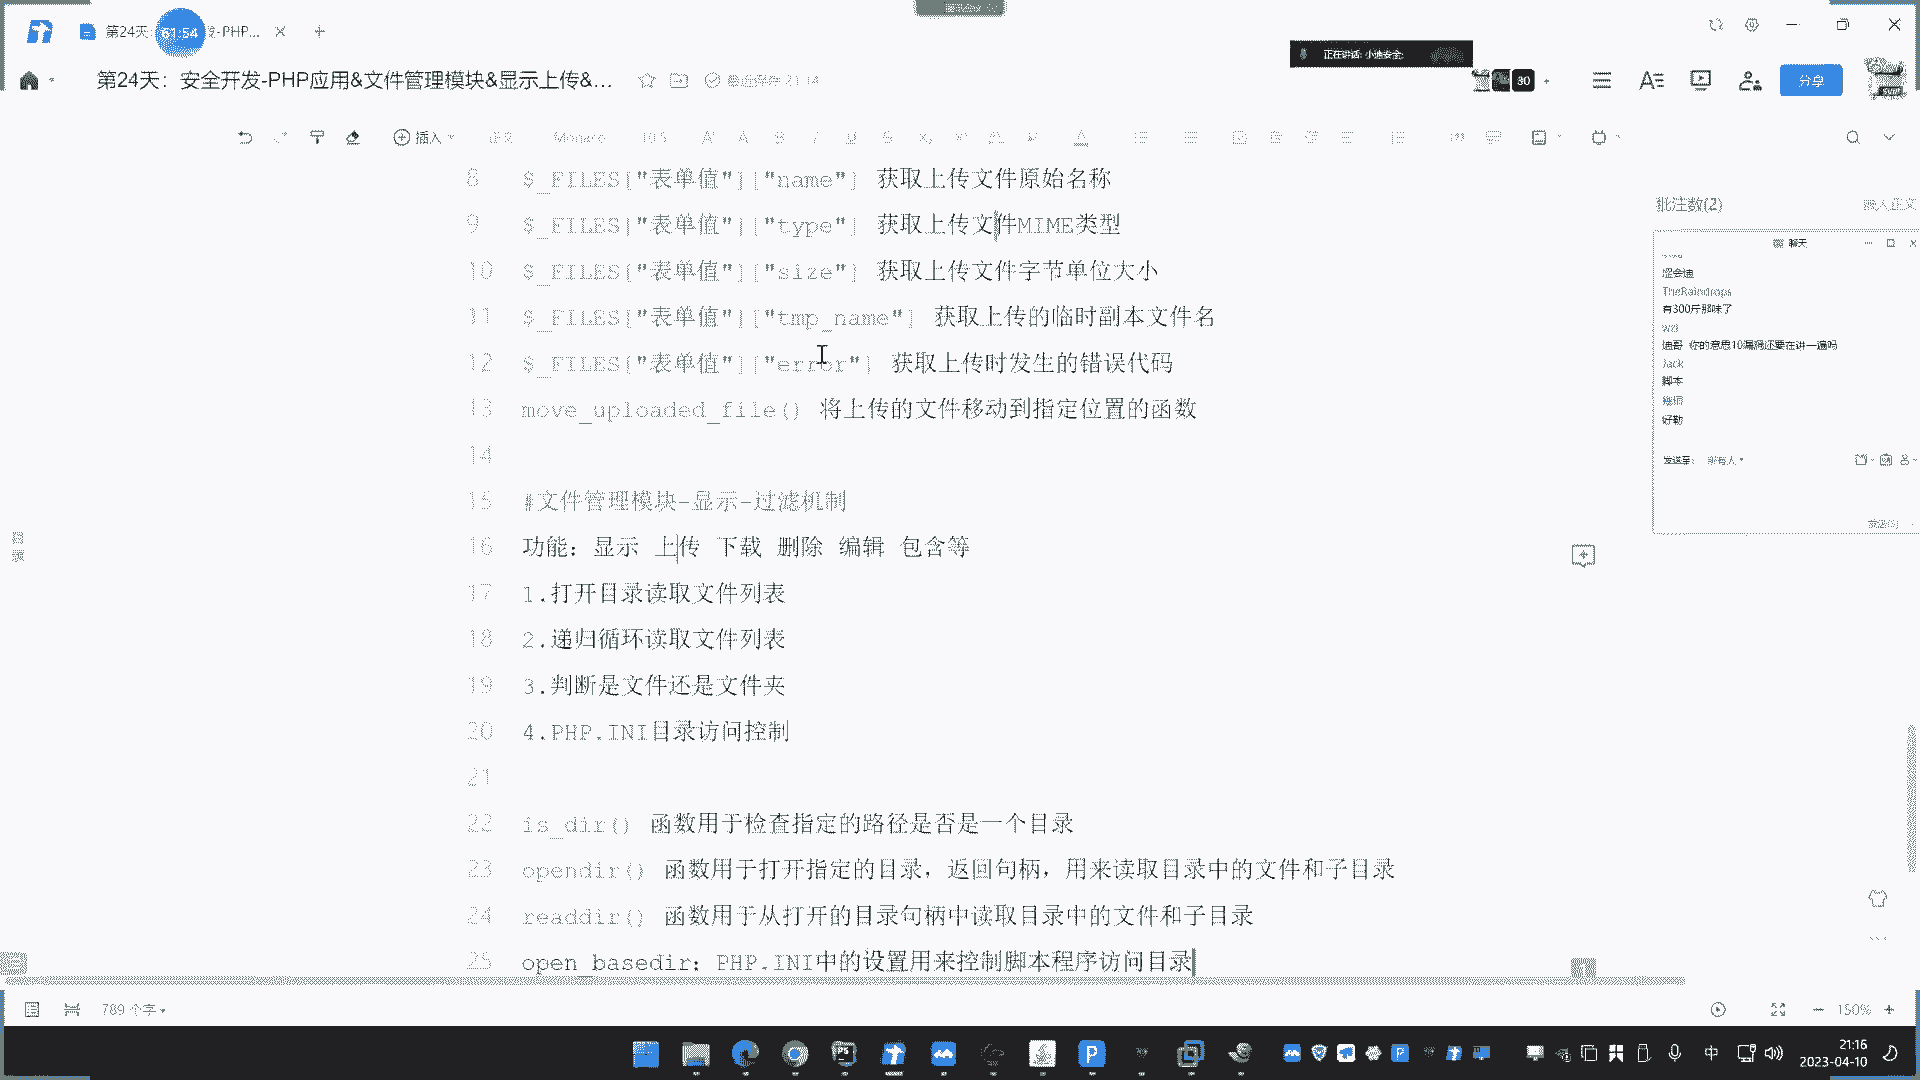 第24天:
61:54
-PHP...
正在讲话: 小迪安全;
第24天：安全开发-PHP应用&文件管理模块&显示上传&...
最近保存 21:14
30
分享
插入
正文
Monaco
10.5
8 $_FILES["表单值"]["name"] 获取上传文件原始名称
9 $_FILES["表单值"]["type"] 获取上传文件MIME类型
10 $_FILES["表单值"]["size"] 获取上传文件字节单位大小
11 $_FILES["表单值"]["tmp_name"] 获取上传的临时副本文件名
12 $_FILES["表单值"]["error"] 获取上传时发生的错误代码
13 move_uploaded_file() 将上传的文件移动到指定位置的函数
14
15 #文件管理模块-显示-过滤机制
16 功能：显示 上传 下载 删除 编辑 包含等
17 1.打开目录读取文件列表
18 2.递归循环读取文件列表
19 3.判断是文件还是文件夹
20 4.PHP.INI目录访问控制
21
22 is_dir() 函数用于检查指定的路径是否是一个目录
23 opendir() 函数用于打开指定的目录，返回句柄，用来读取目录中的文件和子目录
24 readdir() 函数用于从打开的目录句柄中读取目录中的文件和子目录
25 open_basedir：PHP.INI中的设置用来控制脚本程序访问目录
批注数(2)
嵌入正文
聊天
TheRaindrops
有300斤那味了
迪哥 你的意思10漏洞还要在讲一遍吗
Jack
脚本
好勒
发送至:
所有人
789 个字
150%
中
21:16
2023-04-10